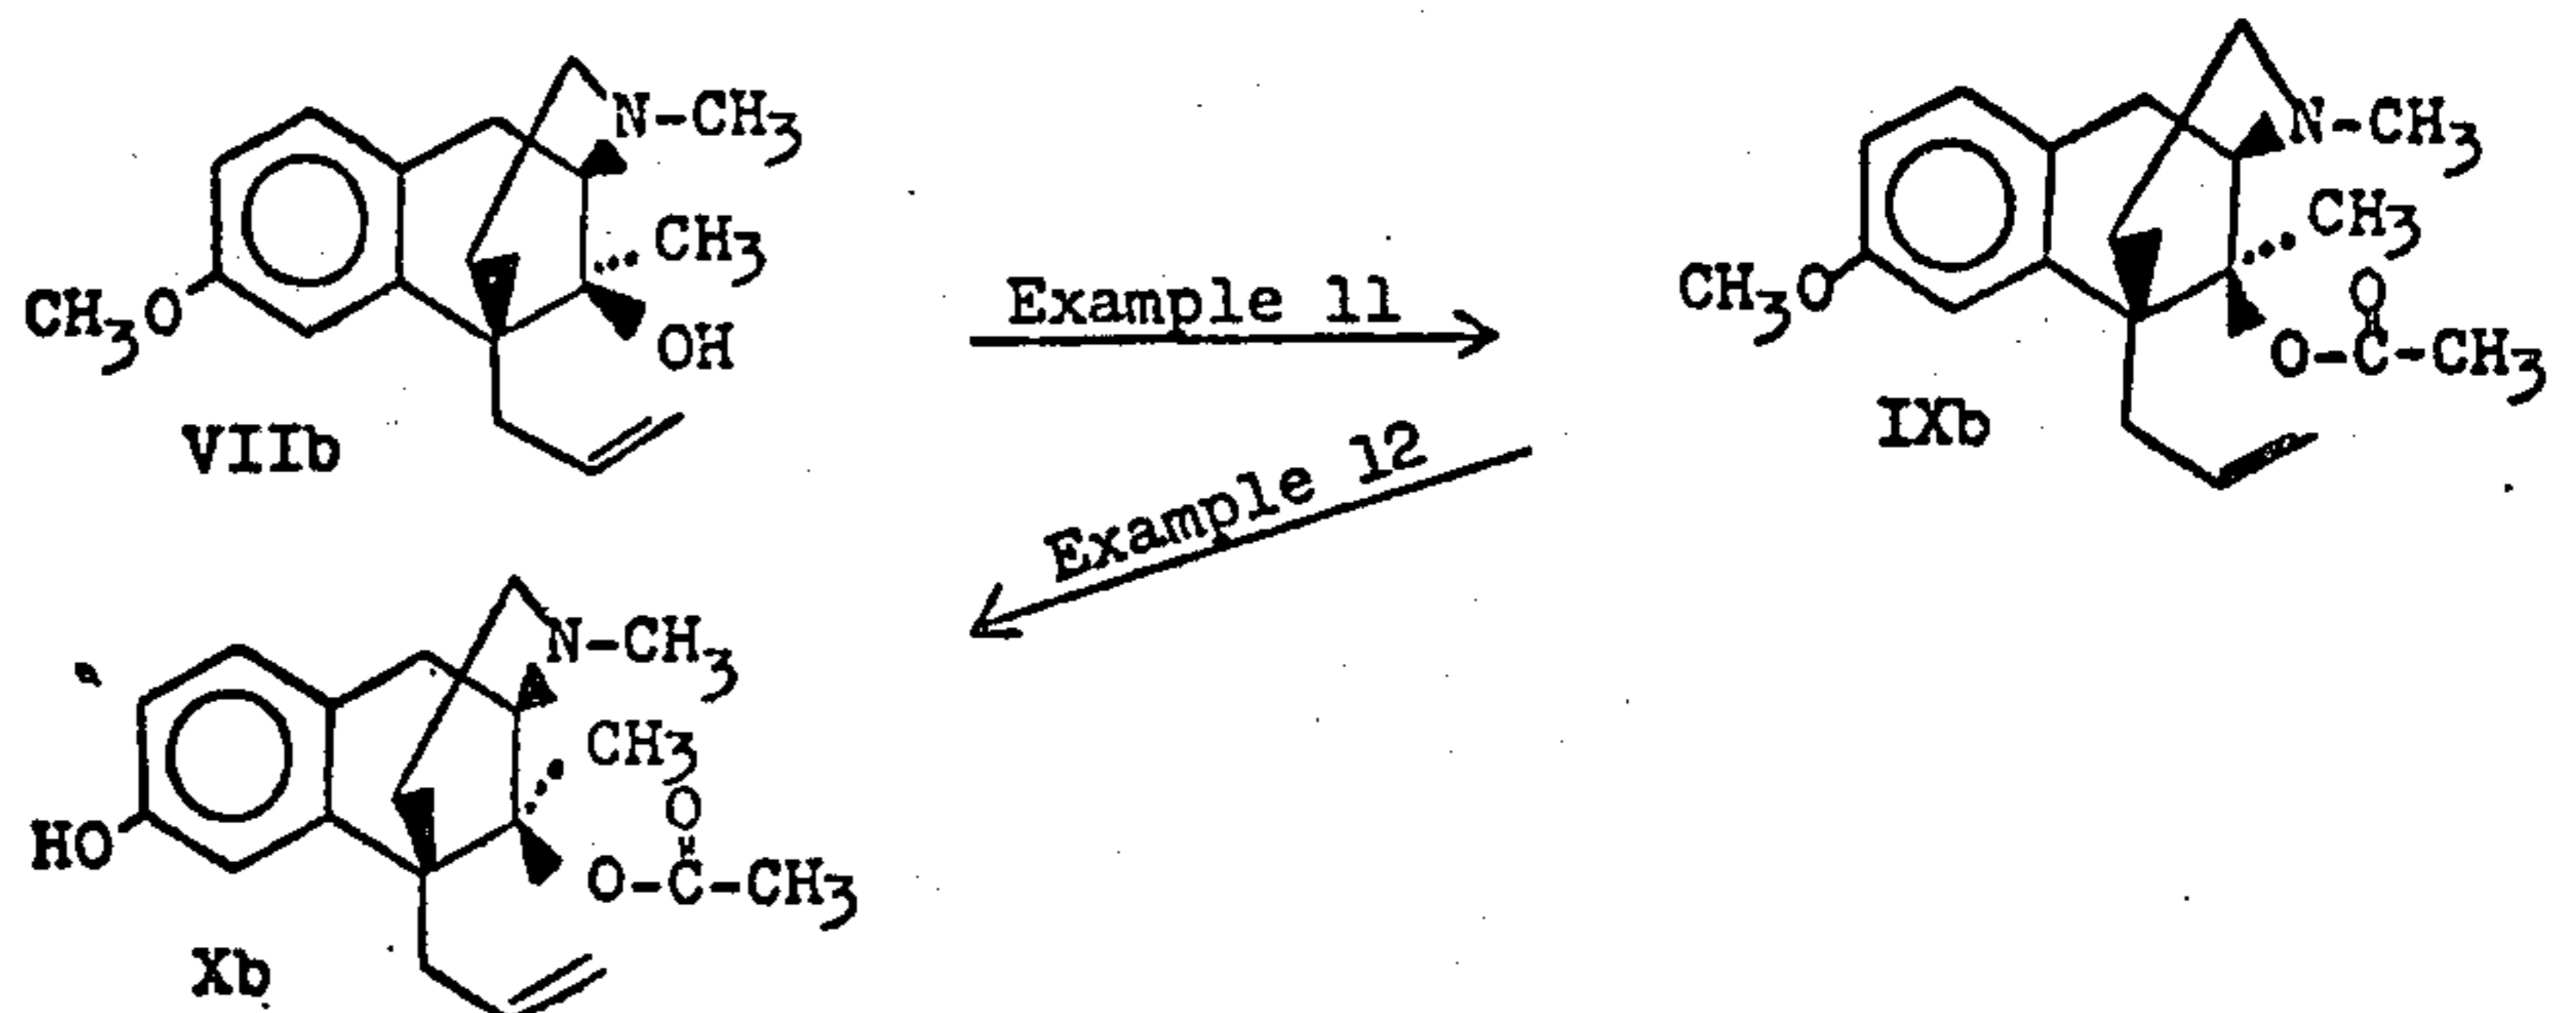 N-CH3
CH3
CH3O
OH
VIIb
Example 11
N-CH3
CH3
CH3O
O
O-C-CH3
IXb
Example 12
N-CH3
CH3
O
HO
O-C-CH3
Xb